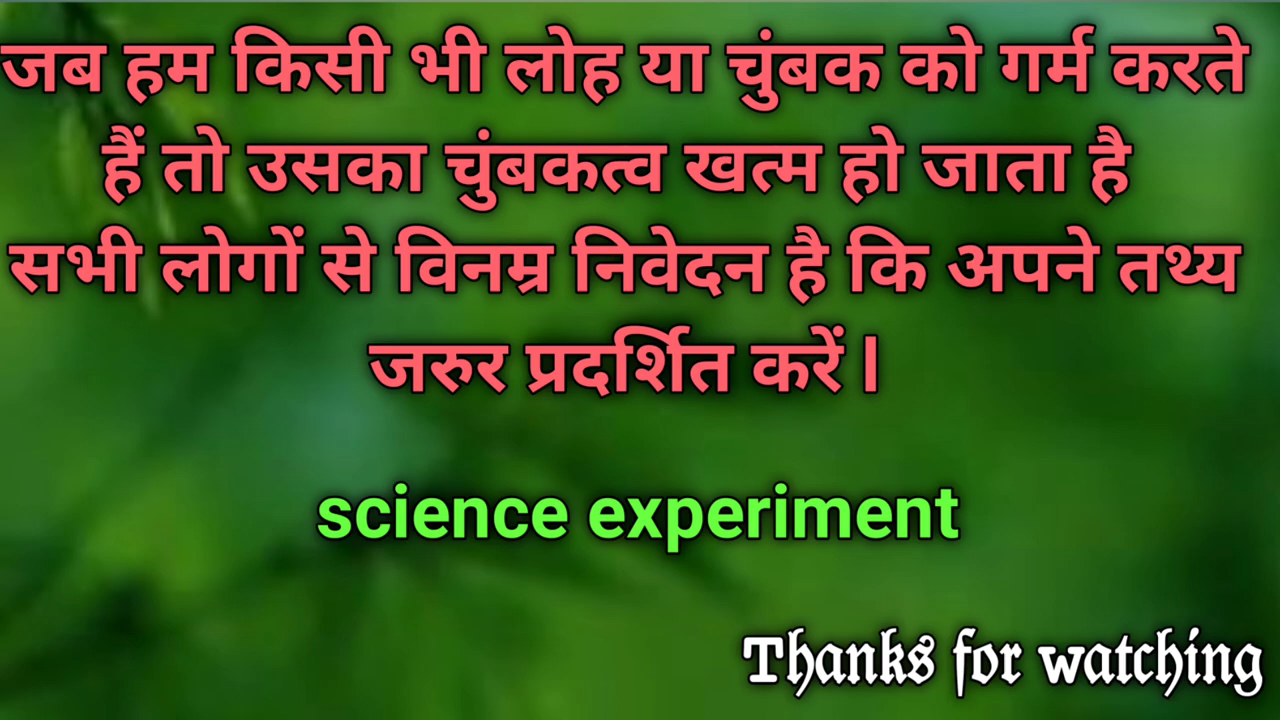 जब हम किसी भी लोह या चुंबक को गर्म करते
हैं तो उसका चुंबकत्व खत्म हो जाता है
सभी लोगों से विनम्र निवेदन है कि अपने तथ्य
जरुर प्रदर्शित करें l
science experiment
Thanks for watching